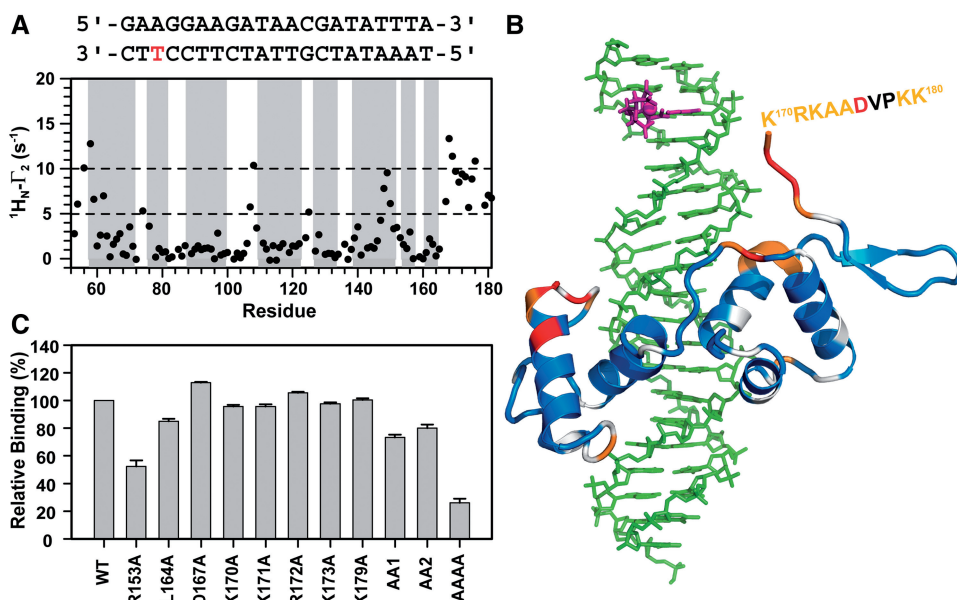 A
5'-GAAGGAAGATAACGATATTTA-3'
3'-CTTCCTTCTATTGCTATAAAT-5'
20
15
10
5
0
¹H_N-Γ₂ (s⁻¹)
60 80 100 120 140 160 180
Residue
B
K¹⁷⁰RKAADVPKK¹⁸⁰
C
140
120
100
80
60
40
20
0
Relative Binding (%)
WT
R153A
L164A
D167A
K170A
K171A
R172A
K173A
K179A
AA1
AA2
AAAA